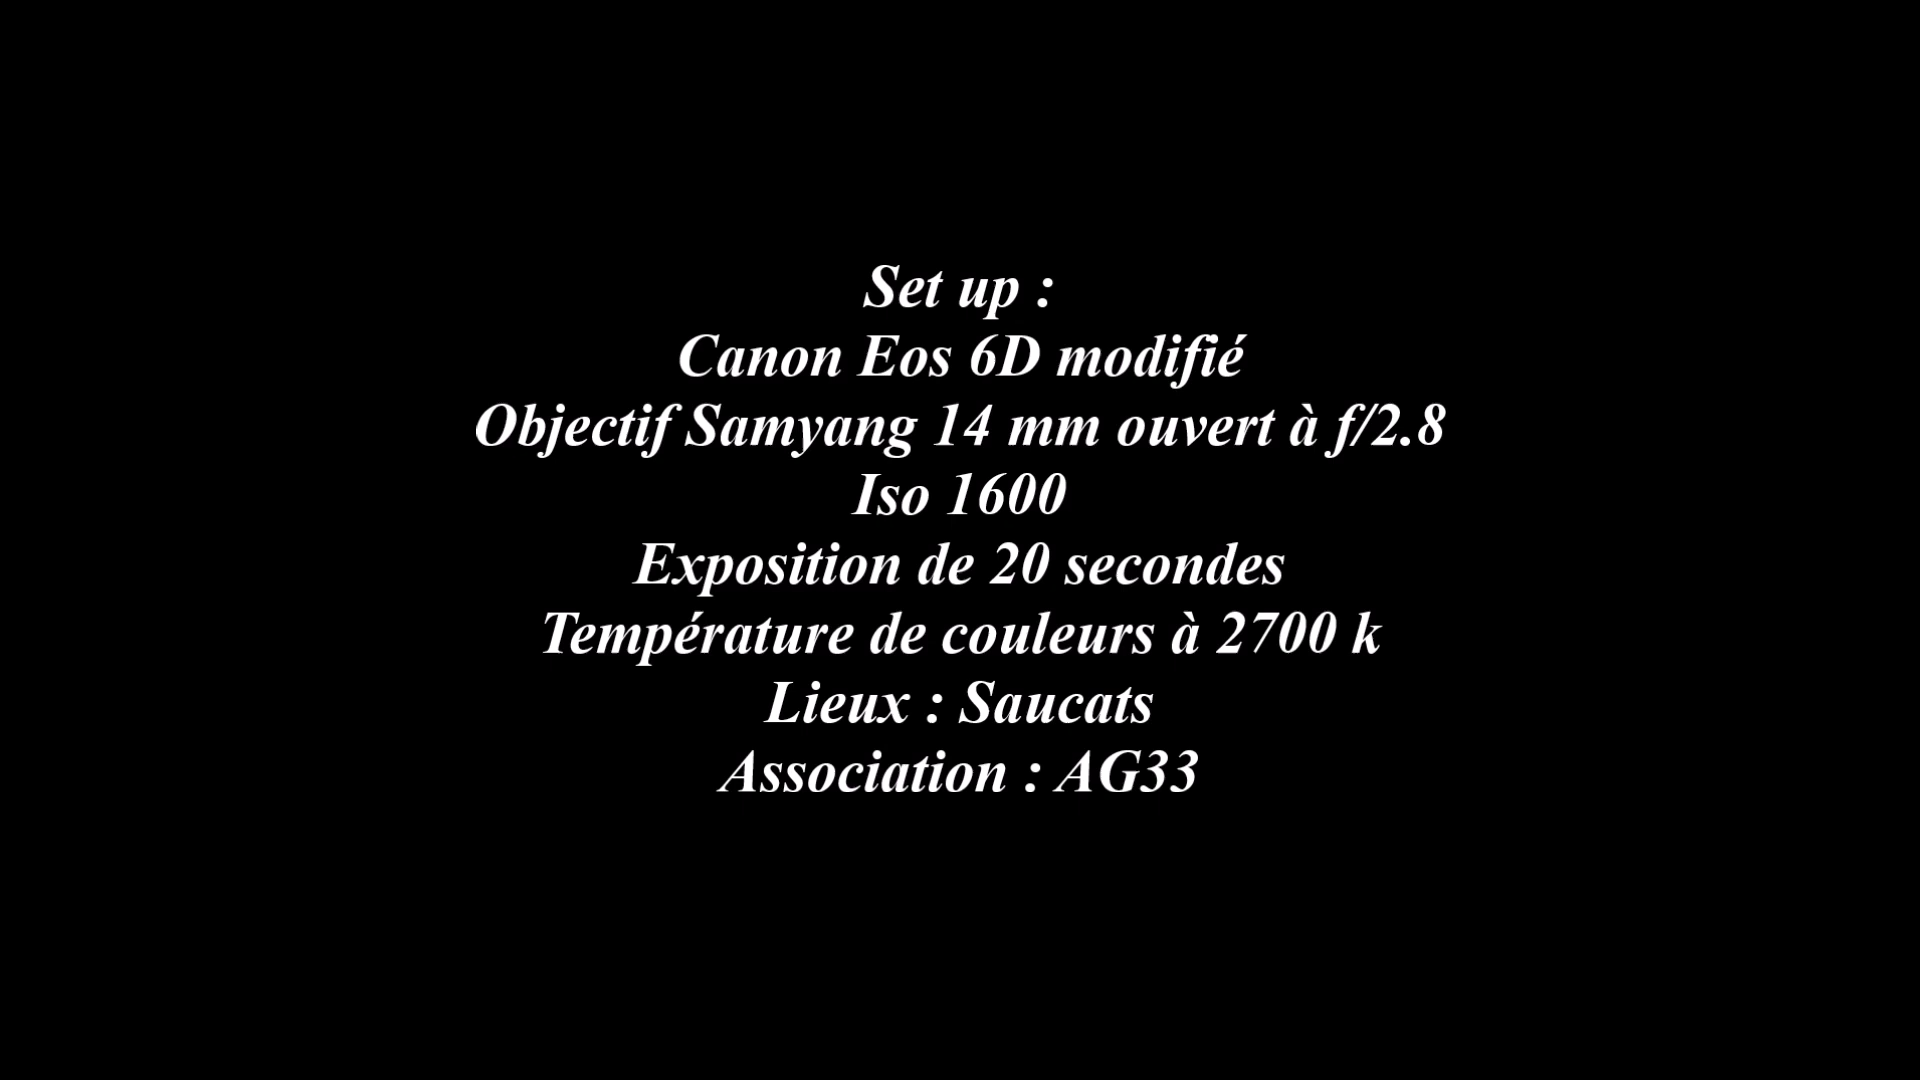 Set up :
Canon Eos 6D modifié
Objectif Samyang 14 mm ouvert à f/2.8
Iso 1600
Exposition de 20 secondes
Température de couleurs à 2700 k
Lieux : Saucats
Association : AG33